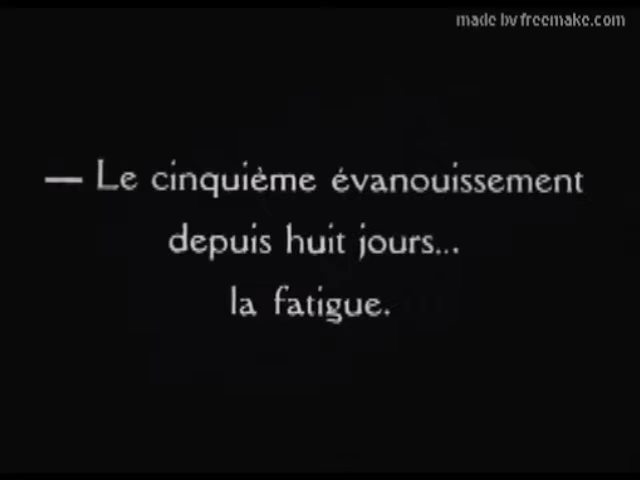 made by freemake.com
— Le cinquième évanouissement
depuis huit jours...
la fatigue.